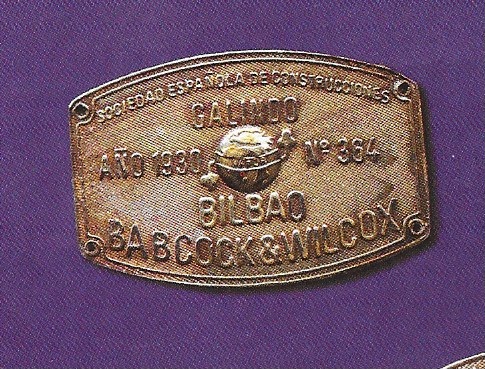 SOCIEDAD ESPAÑOLA DE CONSTRUCCIONES
GALINDO
AÑO 1930 Nº 364
BILBAO
BABCOCK & WILCOX